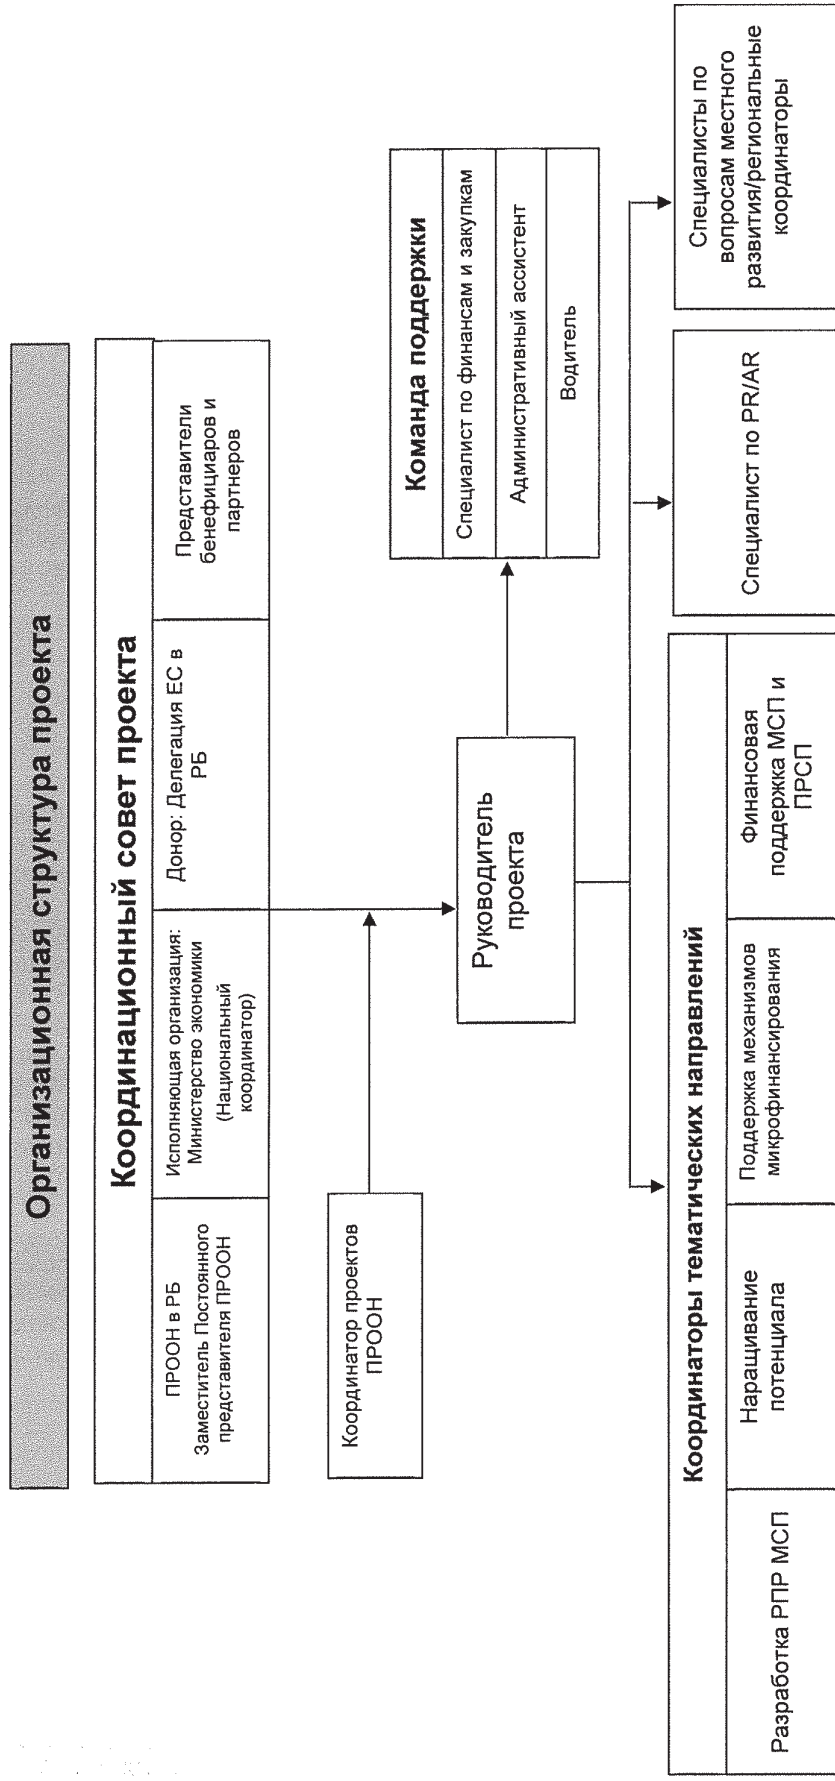 Организационная структура проекта
Координационный совет проекта
ПРООН в РБ
Заместитель Постоянного
представителя ПРООН
Исполняющая организация:
Министерство экономики
(Национальный
координатор)
Донор: Делегация ЕС в
РБ
Представители
бенефициаров и
партнеров
Координатор проектов
ПРООН
Руководитель
проекта
Команда поддержки
Специалист по финансам и закупкам
Административный ассистент
Водитель
Координаторы тематических направлений
Разработка РПР МСП
Наращивание
потенциала
Поддержка механизмов
микрофинансирования
Финансовая
поддержка МСП и
ПРСП
Специалист по PR/AR
Специалисты по
вопросам местного
развития/региональные
координаторы